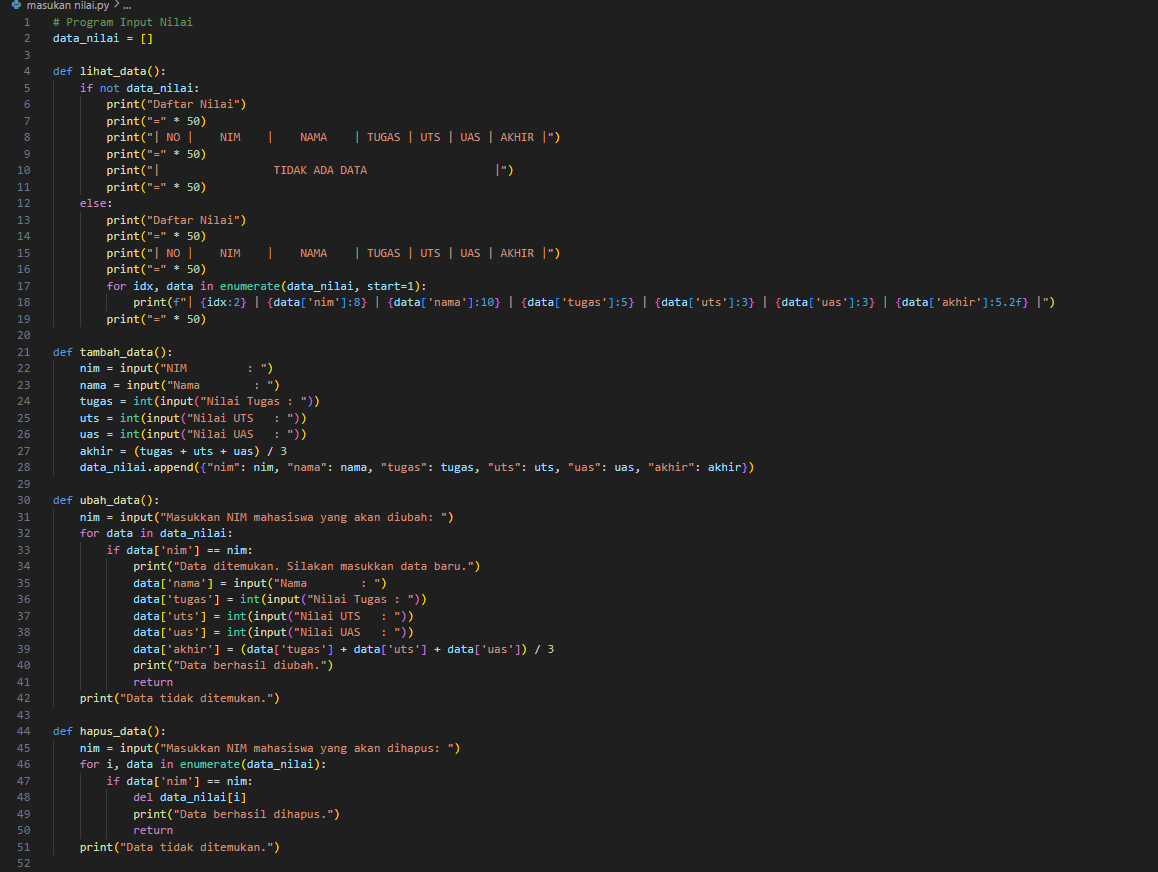 masukan nilai.py > ...
1 # Program Input Nilai
2 data_nilai = []
3
4 def lihat_data():
5     if not data_nilai:
6         print("Daftar Nilai")
7         print("=" * 50)
8         print("| NO |    NIM    |    NAMA    | TUGAS | UTS | UAS | AKHIR |")
9         print("=" * 50)
10         print("|                 TIDAK ADA DATA                   |")
11         print("=" * 50)
12     else:
13         print("Daftar Nilai")
14         print("=" * 50)
15         print("| NO |    NIM    |    NAMA    | TUGAS | UTS | UAS | AKHIR |")
16         print("=" * 50)
17         for idx, data in enumerate(data_nilai, start=1):
18             print(f"| {idx:2} | {data['nim']:8} | {data['nama']:10} | {data['tugas']:5} | {data['uts']:3} | {data['uas']:3} | {data['akhir']:5.2f} |")
19         print("=" * 50)
20
21 def tambah_data():
22     nim = input("NIM         : ")
23     nama = input("Nama        : ")
24     tugas = int(input("Nilai Tugas : "))
25     uts = int(input("Nilai UTS   : "))
26     uas = int(input("Nilai UAS   : "))
27     akhir = (tugas + uts + uas) / 3
28     data_nilai.append({"nim": nim, "nama": nama, "tugas": tugas, "uts": uts, "uas": uas, "akhir": akhir})
29
30 def ubah_data():
31     nim = input("Masukkan NIM mahasiswa yang akan diubah: ")
32     for data in data_nilai:
33         if data['nim'] == nim:
34             print("Data ditemukan. Silakan masukkan data baru.")
35             data['nama'] = input("Nama        : ")
36             data['tugas'] = int(input("Nilai Tugas : "))
37             data['uts'] = int(input("Nilai UTS   : "))
38             data['uas'] = int(input("Nilai UAS   : "))
39             data['akhir'] = (data['tugas'] + data['uts'] + data['uas']) / 3
40             print("Data berhasil diubah.")
41             return
42     print("Data tidak ditemukan.")
43
44 def hapus_data():
45     nim = input("Masukkan NIM mahasiswa yang akan dihapus: ")
46     for i, data in enumerate(data_nilai):
47         if data['nim'] == nim:
48             del data_nilai[i]
49             print("Data berhasil dihapus.")
50             return
51     print("Data tidak ditemukan.")
52